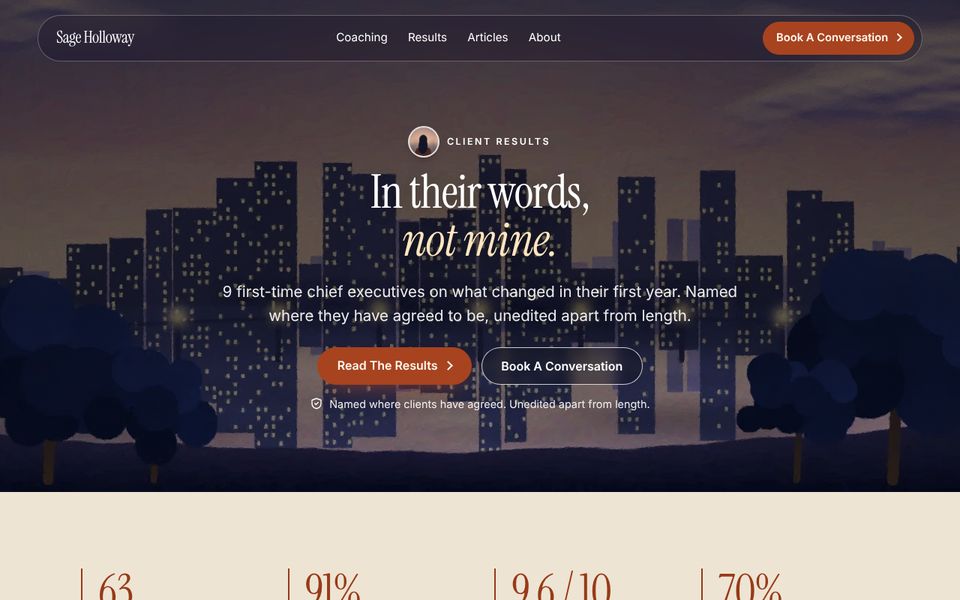 Sage Holloway
Coaching
Results
Articles
About
Book A Conversation
CLIENT RESULTS
In their words,
not mine.
9 first-time chief executives on what changed in their first year. Named
where they have agreed to be, unedited apart from length.
Read The Results
Book A Conversation
Named where clients have agreed. Unedited apart from length.
63
91%
9.6 / 10
70%